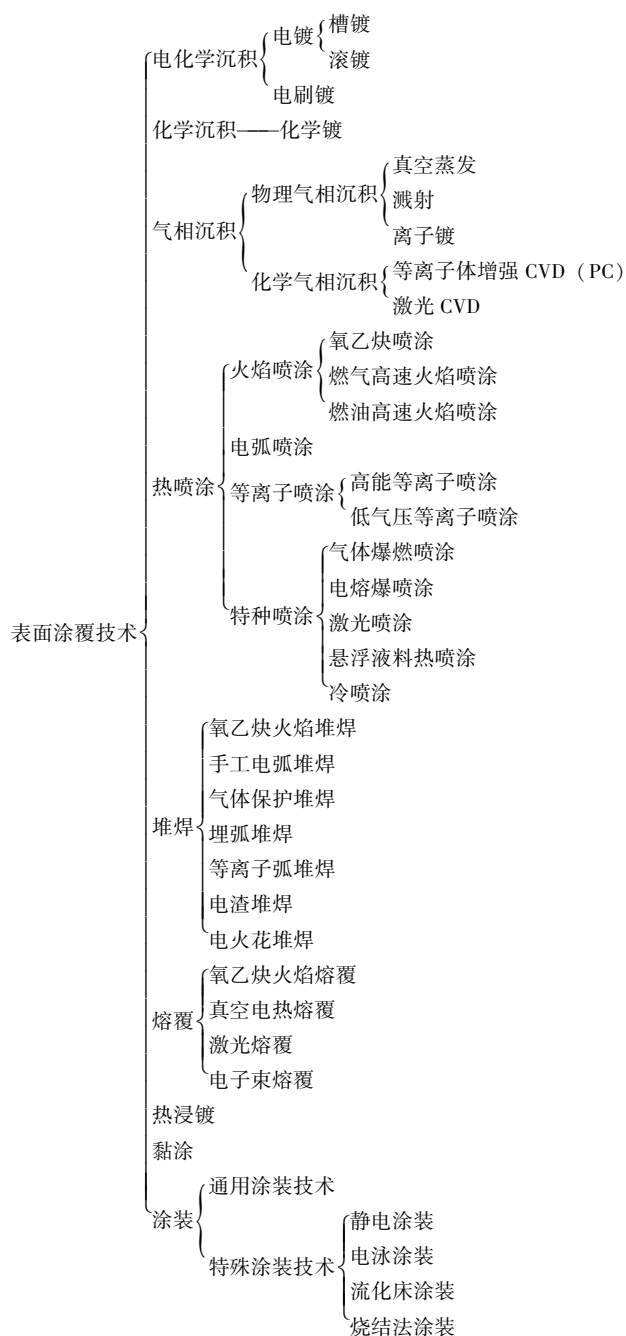 槽镀
电镀
电化学沉积
滚镀
电刷镀
化学沉积——化学镀
真空蒸发
物理气相沉积
溅射
气相沉积
离子镀
等离子体增强 CVD (PC)
化学气相沉积
激光 CVD
氧乙炔喷涂
火焰喷涂
燃气高速火焰喷涂
燃油高速火焰喷涂
电弧喷涂
热喷涂
等离子喷涂
高能等离子喷涂
低气压等离子喷涂
气体爆燃喷涂
电熔爆喷涂
特种喷涂
激光喷涂
表面涂覆技术
悬浮液料热喷涂
冷喷涂
氧乙炔火焰堆焊
手工电弧堆焊
气体保护堆焊
堆焊
埋弧堆焊
等离子弧堆焊
电渣堆焊
电火花堆焊
氧乙炔火焰熔覆
真空电热熔覆
熔覆
激光熔覆
电子束熔覆
热浸镀
黏涂
通用涂装技术
涂装
静电涂装
电泳涂装
特殊涂装技术
流化床涂装
烧结法涂装